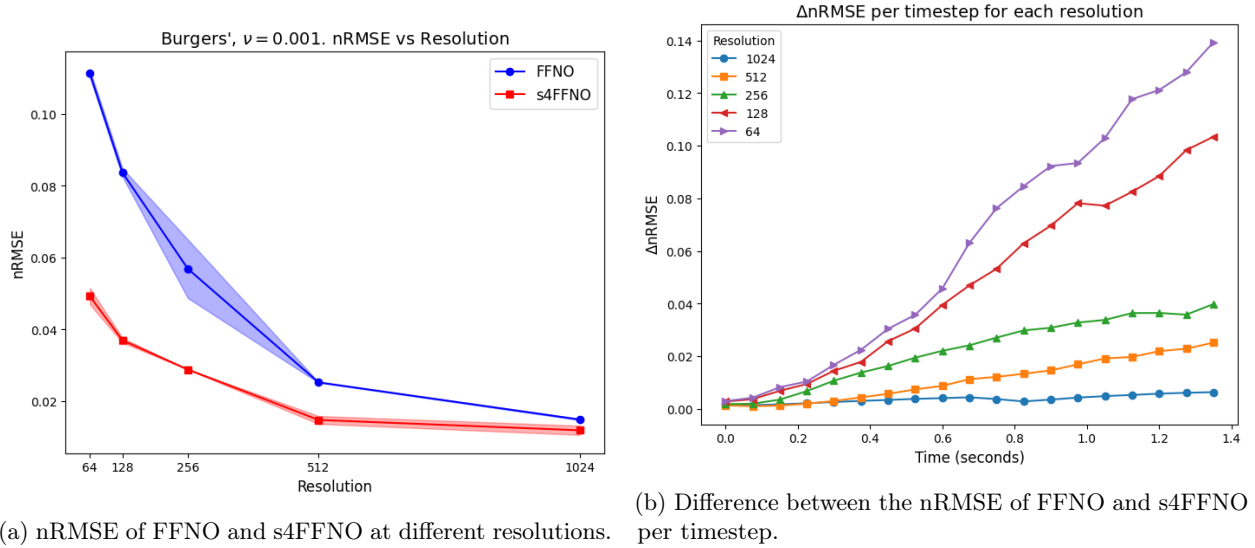 Burgers', ν = 0.001. nRMSE vs Resolution
FFNO
s4FFNO
nRMSE
0.10
0.08
0.06
0.04
0.02
64 128 256 512 1024
Resolution
(a) nRMSE of FFNO and s4FFNO at different resolutions.
ΔnRMSE per timestep for each resolution
Resolution
1024
512
256
128
64
ΔnRMSE
0.14
0.12
0.10
0.08
0.06
0.04
0.02
0.00
0.0 0.2 0.4 0.6 0.8 1.0 1.2 1.4
Time (seconds)
(b) Difference between the nRMSE of FFNO and s4FFNO
per timestep.